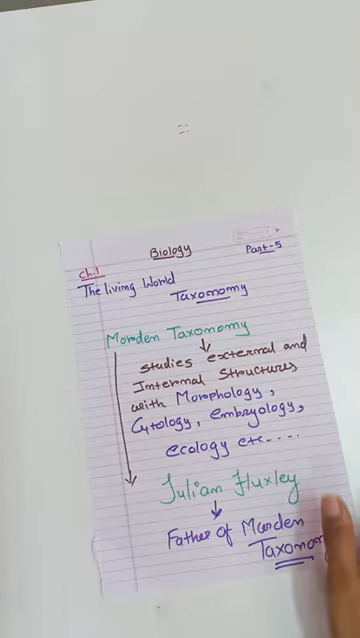 Biology
Part-5
Ch.1
The living World
Taxonomy
Morden Taxonomy
studies external and
Internal Structures
with Morphology,
Cytology, embryology,
ecology etc.....
Julian Huxley
Father of Marden
Taxonomy